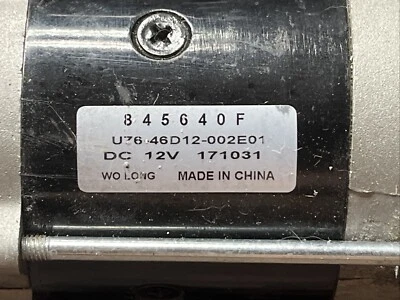 845640F
U76-46D12-002E01
DC 12V 171031
WO LONG MADE IN CHINA